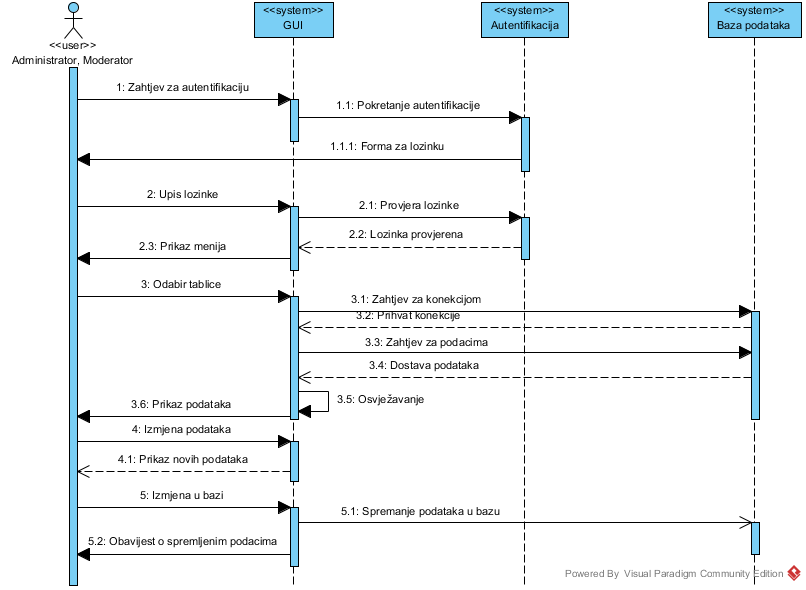 <<system>>
GUI
<<system>>
Autentifikacija
<<system>>
Baza podataka
<<user>>
Administrator, Moderator
1: Zahtjev za autentifikaciju
1.1: Pokretanje autentifikacije
1.1.1: Forma za lozinku
2: Upis lozinke
2.1: Provjera lozinke
2.2: Lozinka provjerena
2.3: Prikaz menija
3: Odabir tablice
3.1: Zahtjev za konekcijom
3.2: Prihvat konekcije
3.3: Zahtjev za podacima
3.4: Dostava podataka
3.5: Osvježavanje
3.6: Prikaz podataka
4: Izmjena podataka
4.1: Prikaz novih podataka
5: Izmjena u bazi
5.1: Spremanje podataka u bazu
5.2: Obavijest o spremljenim podacima
Powered By Visual Paradigm Community Edition